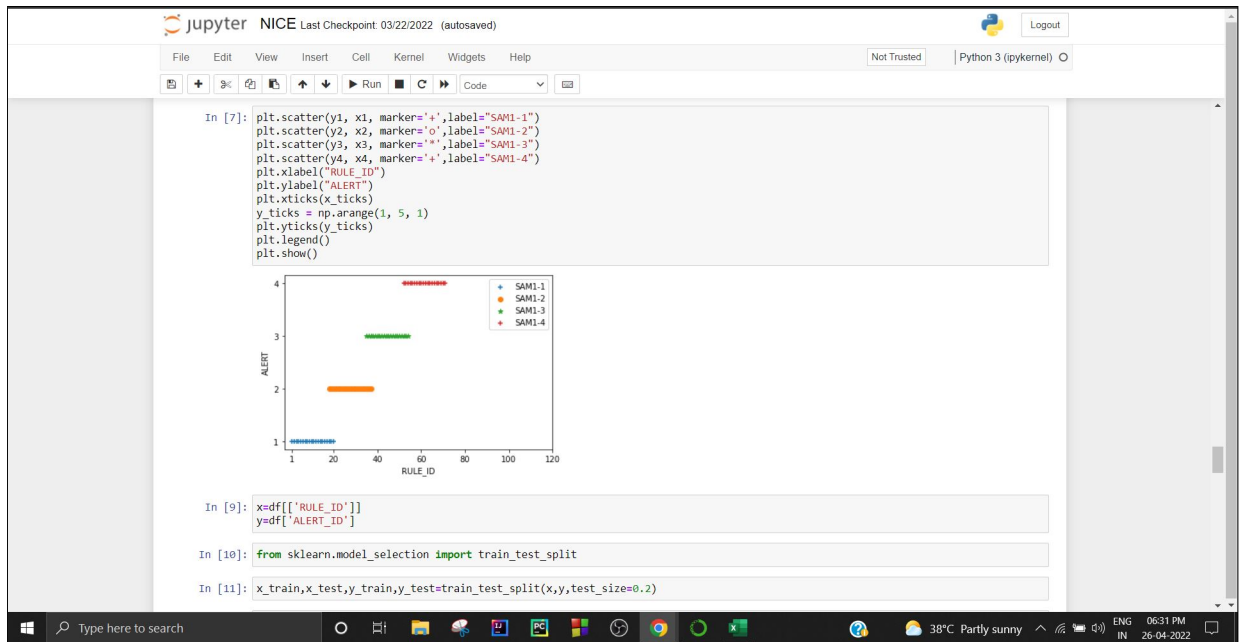 jupyter NICE Last Checkpoint: 03/22/2022 (autosaved)
Logout
File Edit View Insert Cell Kernel Widgets Help
Not Trusted
Python 3 (ipykernel)
Run
Code
In [7]: plt.scatter(y1, x1, marker='+',label="SAM1-1")
plt.scatter(y2, x2, marker='o',label="SAM1-2")
plt.scatter(y3, x3, marker='*',label="SAM1-3")
plt.scatter(y4, x4, marker='+',label="SAM1-4")
plt.xlabel("RULE_ID")
plt.ylabel("ALERT")
plt.xticks(x_ticks)
y_ticks = np.arange(1, 5, 1)
plt.yticks(y_ticks)
plt.legend()
plt.show()
4
3
2
1
ALERT
SAM1-1
SAM1-2
SAM1-3
SAM1-4
1 20 40 60 80 100 120
RULE_ID
In [9]: x=df[['RULE_ID']]
y=df['ALERT_ID']
In [10]: from sklearn.model_selection import train_test_split
In [11]: x_train,x_test,y_train,y_test=train_test_split(x,y,test_size=0.2)
Type here to search
IJ
PC
38°C Partly sunny
ENG
IN
06:31 PM
26-04-2022